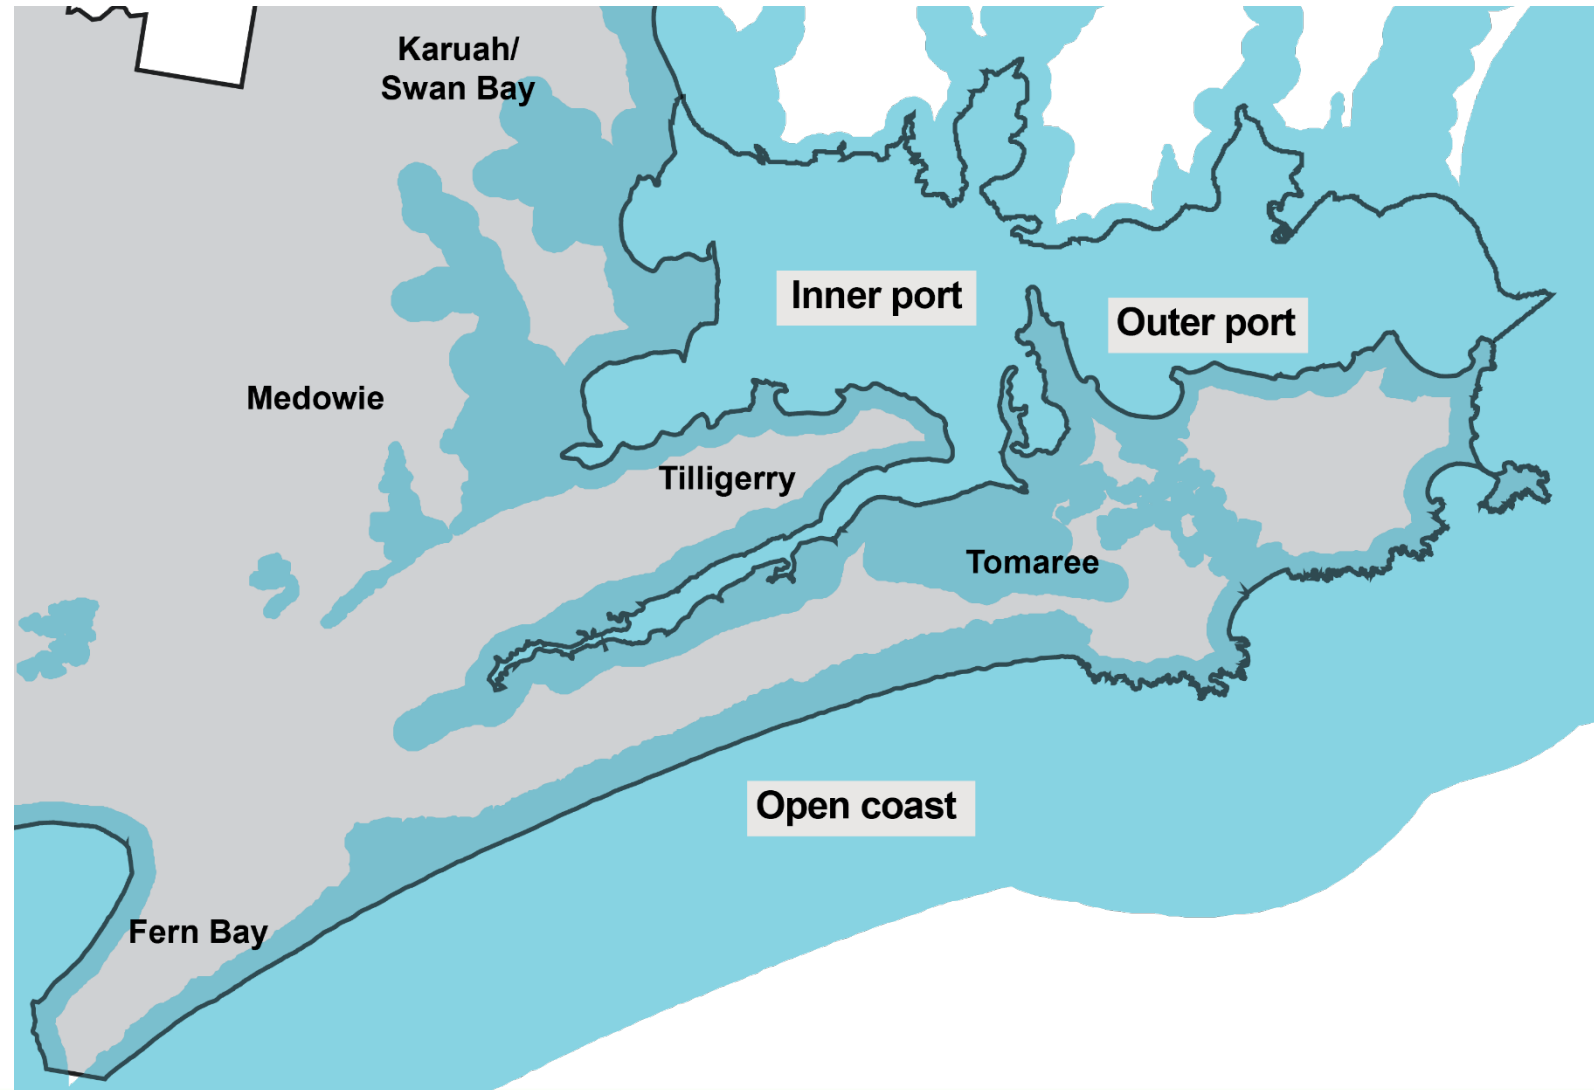 Karuah/
Swan Bay
Inner port
Outer port
Medowie
Tilligerry
Tomaree
Open coast
Fern Bay